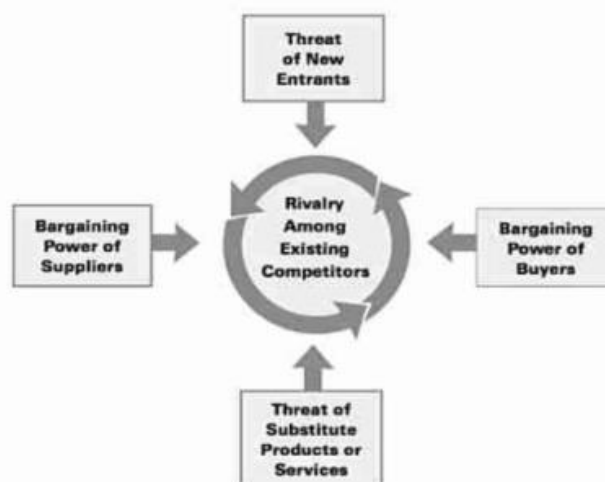 Threat
of New
Entrants
Bargaining
Power of
Suppliers
Rivalry
Among
Existing
Competitors
Bargaining
Power of
Buyers
Threat of
Substitute
Products or
Services